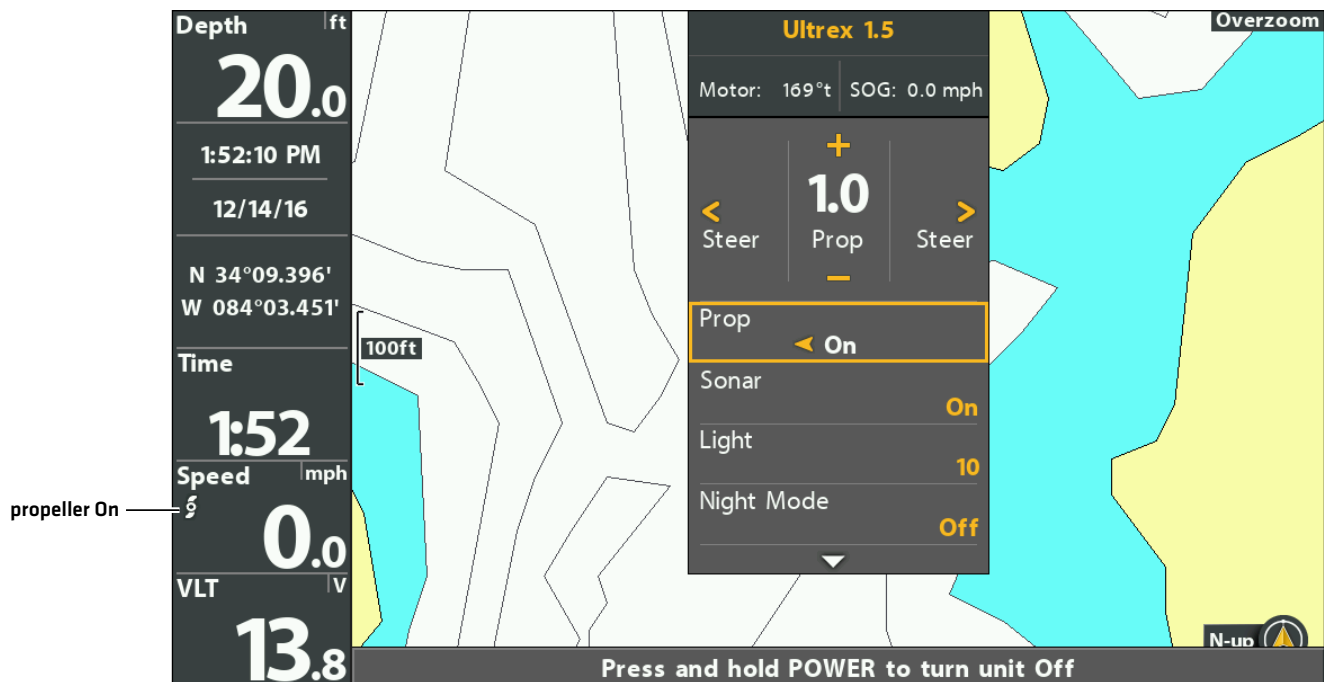 Depth ft
20.0
1:52:10 PM
12/14/16
N 34°09.396'
W 084°03.451'
Time
1:52
Speed mph
propeller On
0.0
VLT V
13.8
100ft
Overzoom
Ultrex 1.5
Motor: 169°t SOG: 0.0 mph
+
1.0
< >
Steer Prop Steer
−
Prop
On
Sonar
On
Light
10
Night Mode
Off
N-up
Press and hold POWER to turn unit Off